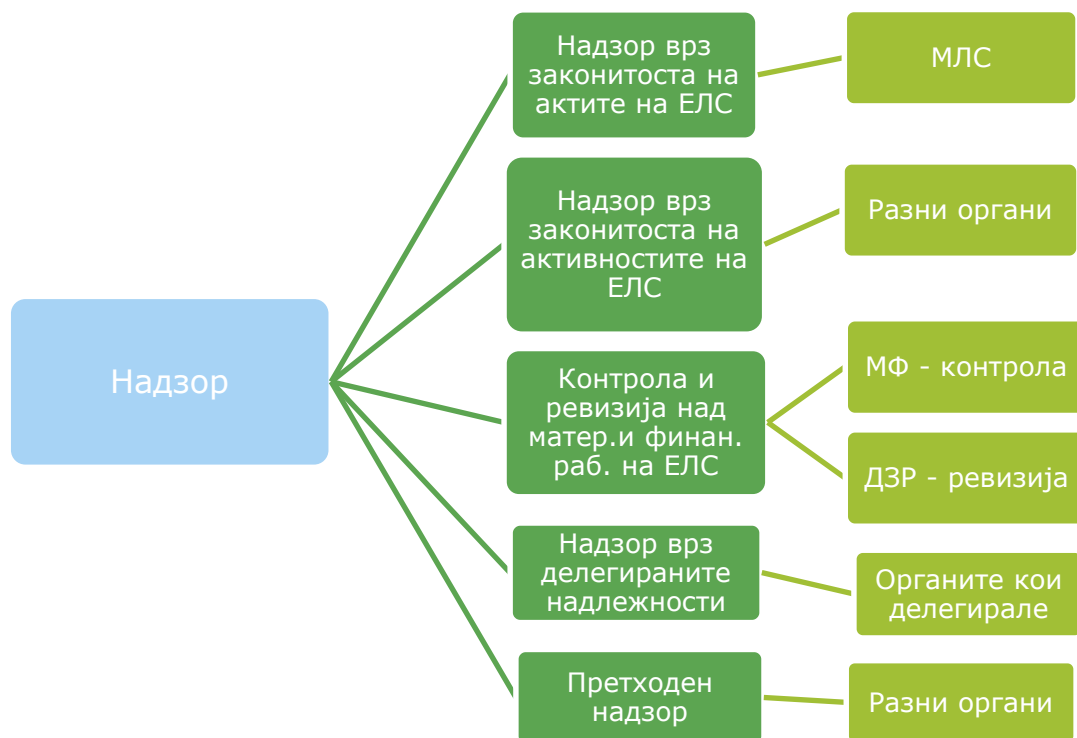 Надзор
Надзор врз
законитоста на
актите на ЕЛС
МЛС
Надзор врз
законитоста на
активностите на
ЕЛС
Разни органи
Контрола и
ревизија над
матер.и финан.
раб. на ЕЛС
МФ - контрола
ДЗР - ревизија
Надзор врз
делегираните
надлежности
Органите кои
делегирале
Претходен
надзор
Разни органи